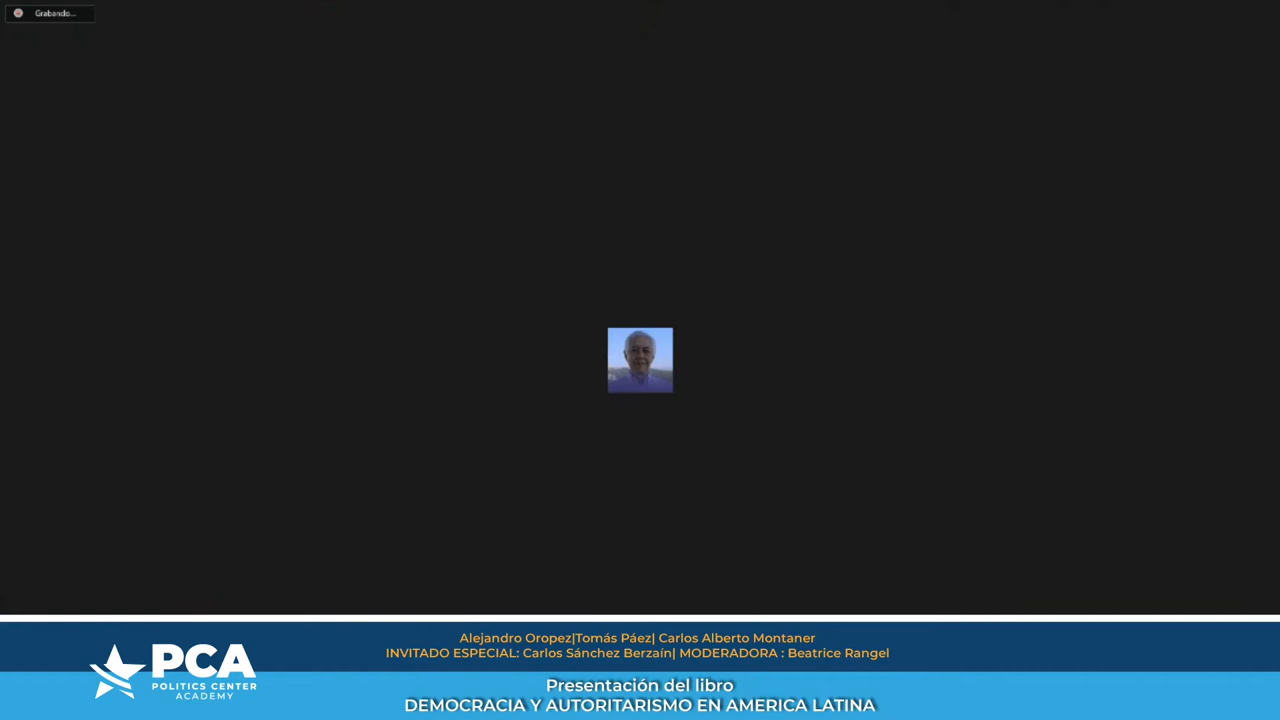 Grabando...
Alejandro Oropez|Tomás Páez| Carlos Alberto Montaner
INVITADO ESPECIAL: Carlos Sánchez Berzaín| MODERADORA : Beatrice Rangel
PCA
POLITICS CENTER
ACADEMY
Presentación del libro
DEMOCRACIA Y AUTORITARISMO EN AMERICA LATINA